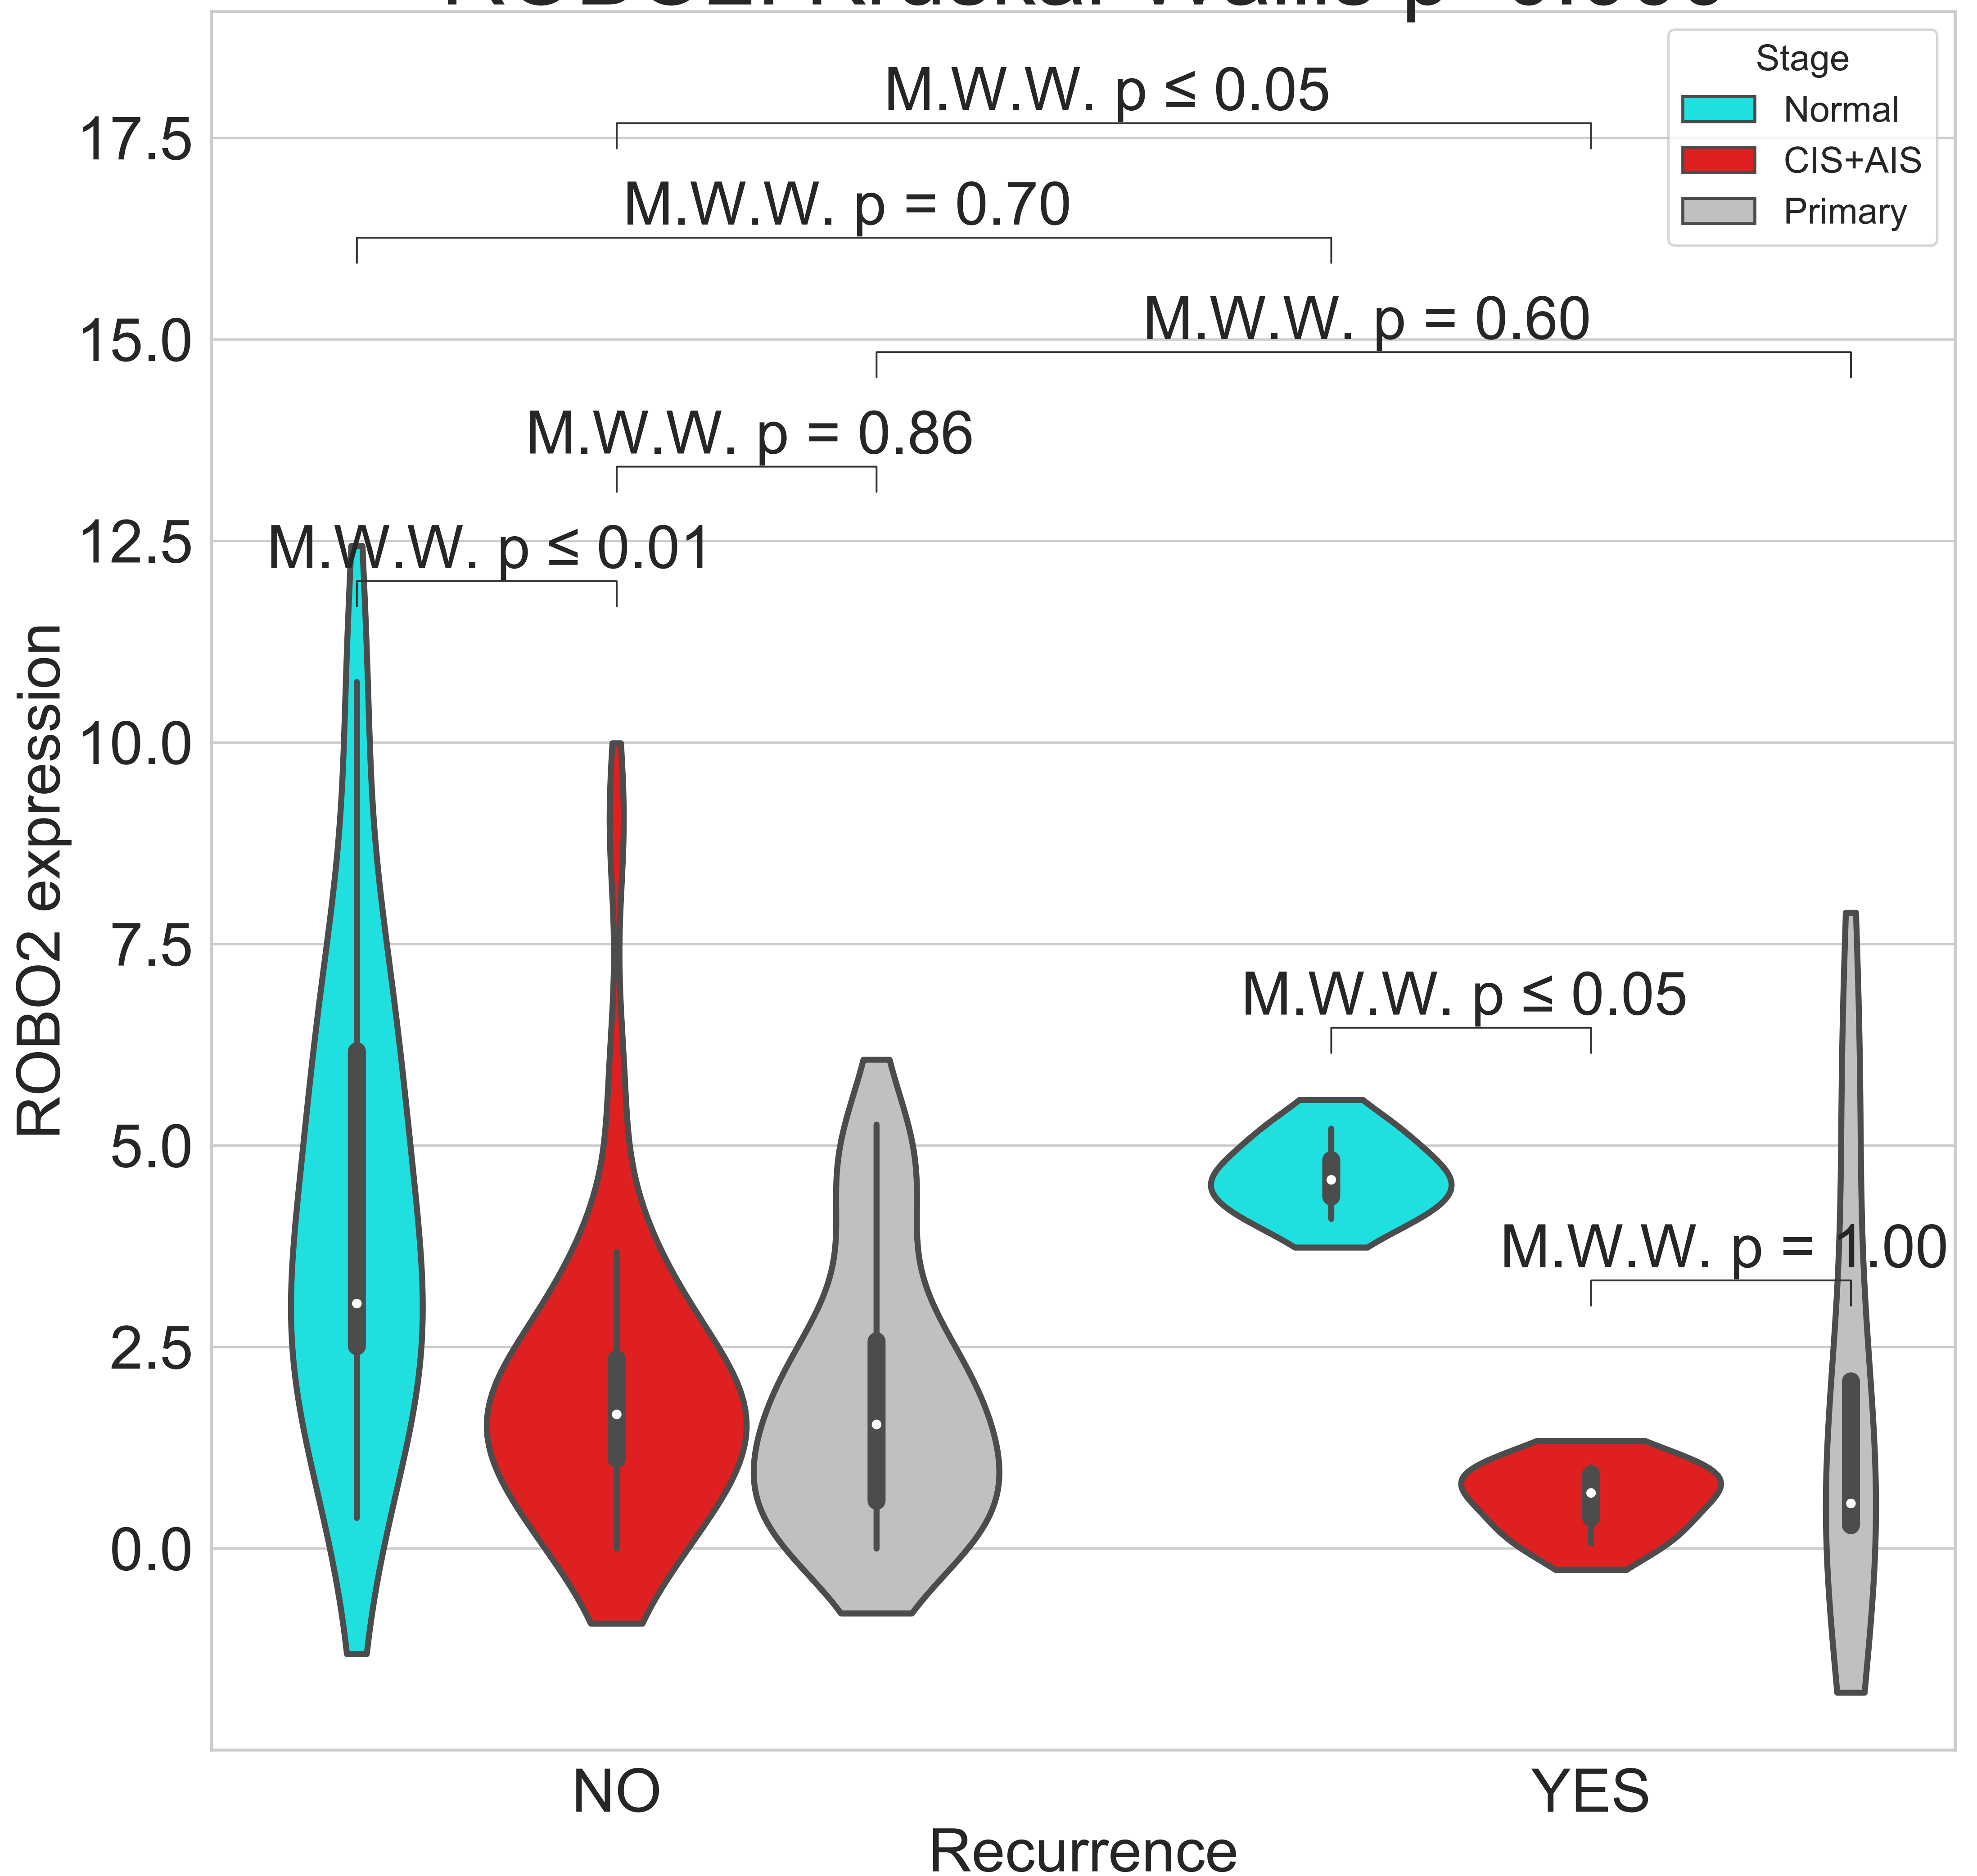 Stage
Normal
CIS+AIS
Primary
M.W.W. p ≤ 0.05
M.W.W. p = 0.70
M.W.W. p = 0.60
M.W.W. p = 0.86
M.W.W. p ≤ 0.01
M.W.W. p ≤ 0.05
M.W.W. p = 1.00
17.5
15.0
12.5
10.0
7.5
5.0
2.5
0.0
ROBO2 expression
NO
YES
Recurrence